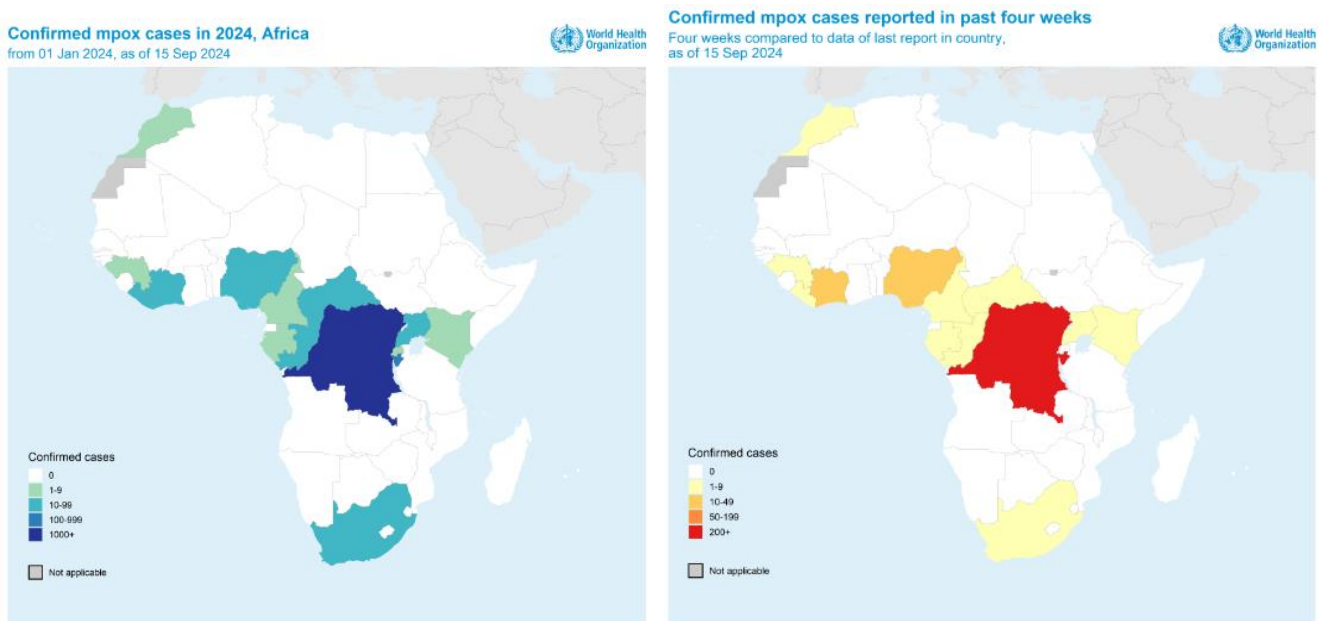 Confirmed mpox cases in 2024, Africa
from 01 Jan 2024, as of 15 Sep 2024
World Health
Organization
Confirmed cases
0
1-9
10-99
100-999
1000+
Not applicable
Confirmed mpox cases reported in past four weeks
Four weeks compared to data of last report in country,
as of 15 Sep 2024
World Health
Organization
Confirmed cases
0
1-9
10-49
50-199
200+
Not applicable